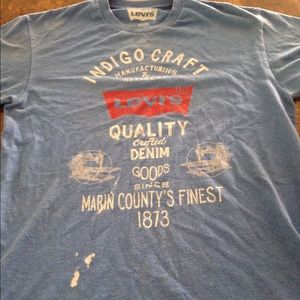 Levi's
INDIGO CRAFT
MANUFACTURING
&
Levi's
QUALITY
Crafted
DENIM
GOODS
SINCE
MARIN COUNTY'S FINEST
1873